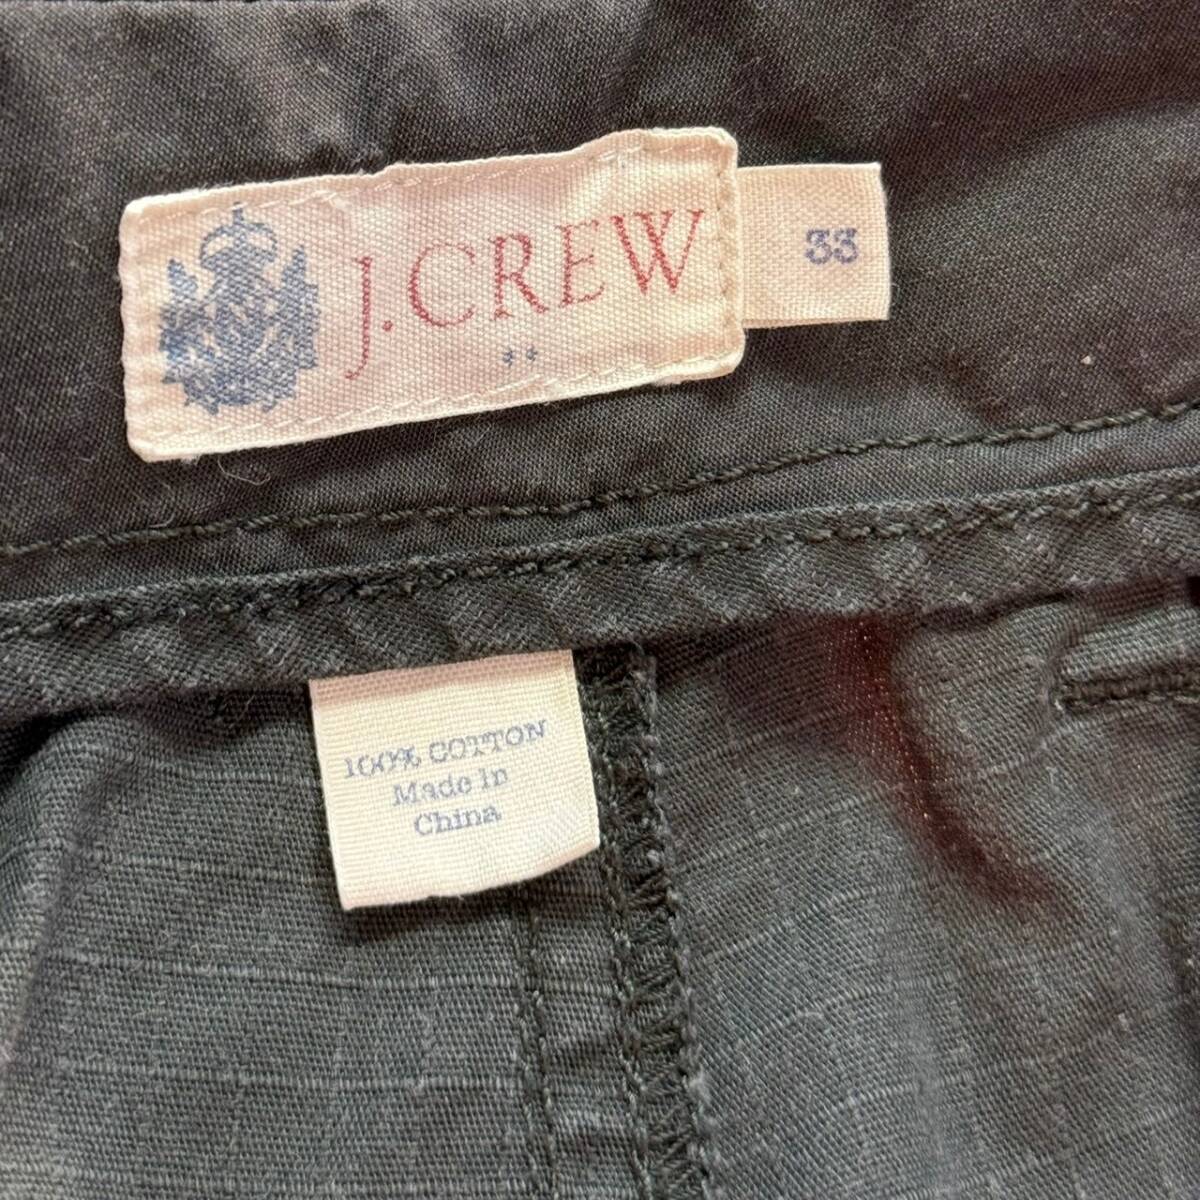 J.CREW
33
100% COTTON
Made in
China